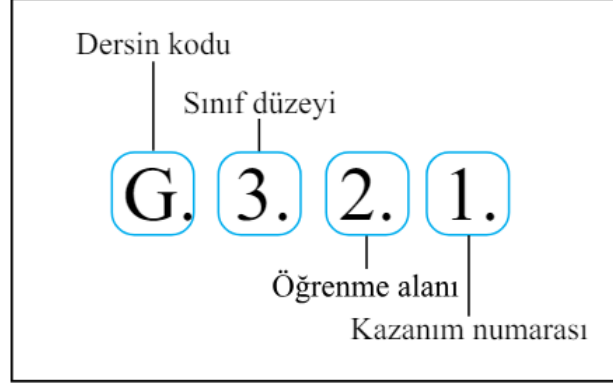 Dersin kodu
Sınıf düzeyi
G. 3. 2. 1.
Öğrenme alanı
Kazanım numarası